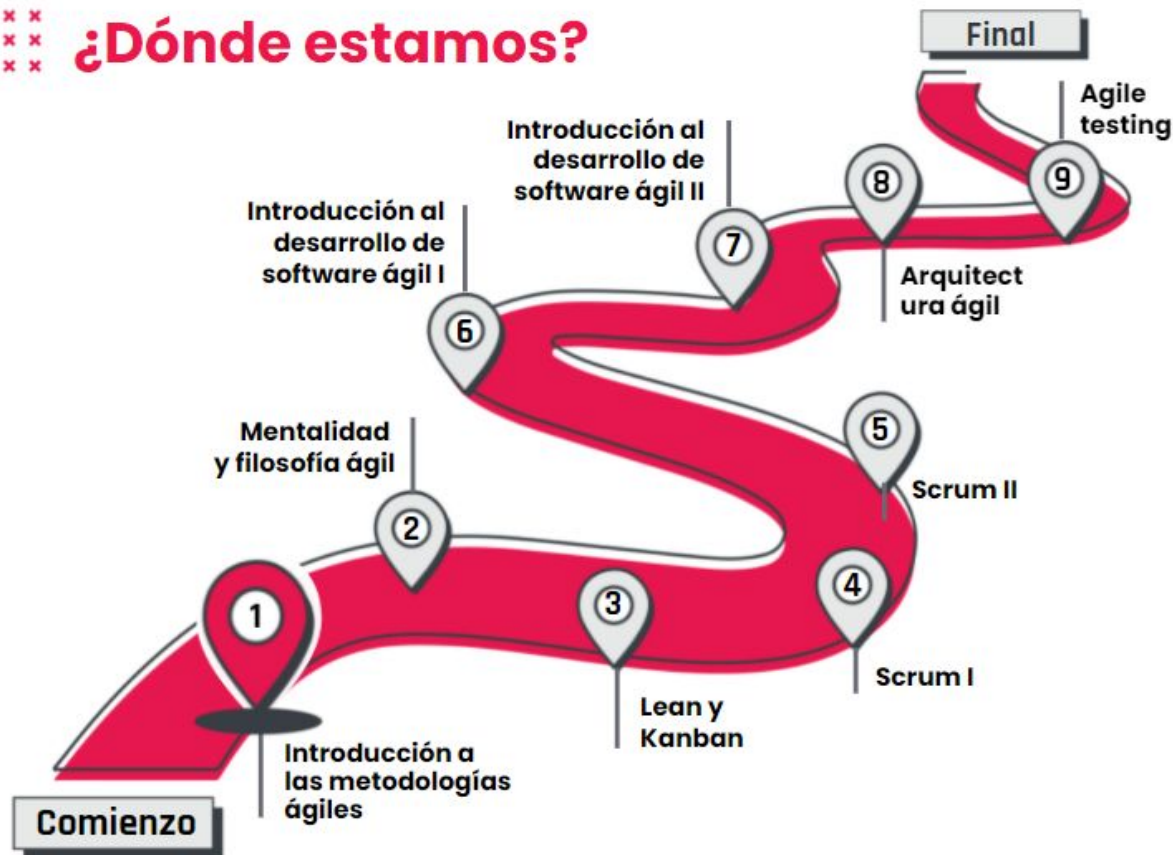 ¿Dónde estamos?
Final
Agile
testing
9
8
Arquitect
ura ágil
Introducción al
desarrollo de
software ágil II
7
Introducción al
desarrollo de
software ágil I
6
5
Scrum II
4
Scrum I
3
Lean y
Kanban
Mentalidad
y filosofía ágil
2
1
Introducción a
las metodologías
ágiles
Comienzo